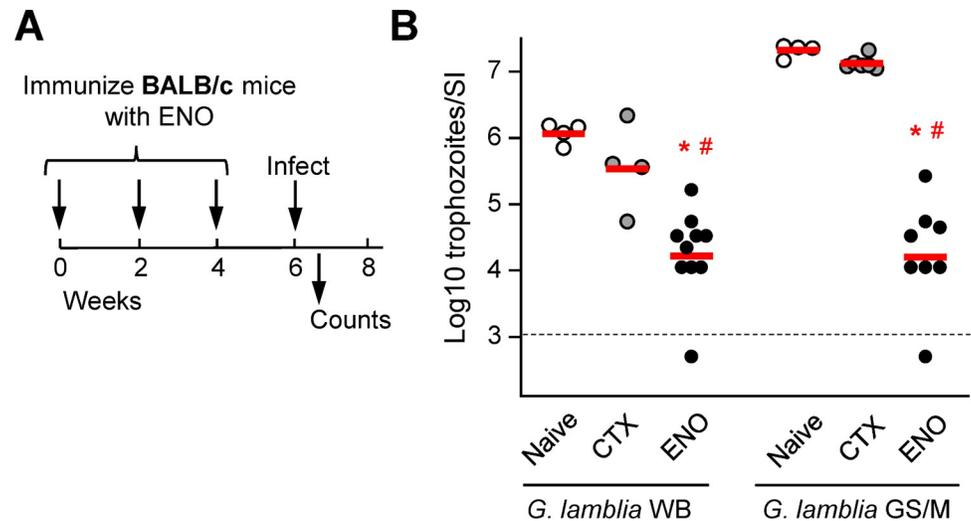 A
Immunize BALB/c mice
with ENO
Infect
0 2 4 6 8
Weeks
Counts
B
Log10 trophozoites/SI
7
6
5
4
3
* #
* #
Naive CTX ENO Naive CTX ENO
G. lamblia WB G. lamblia GS/M